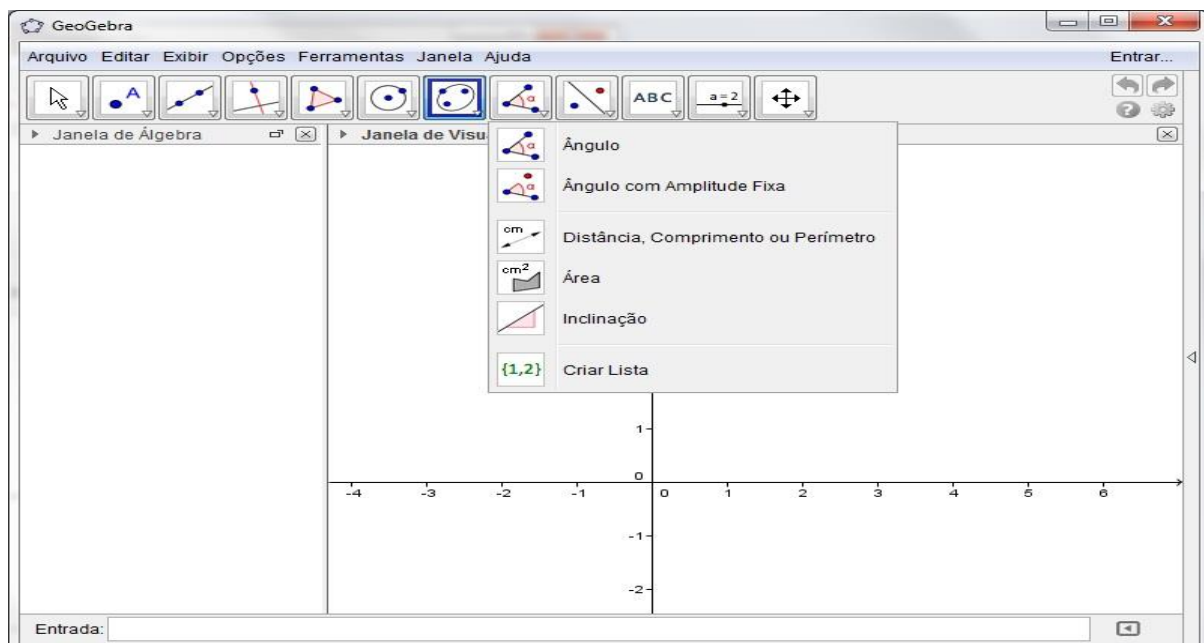 GeoGebra
Arquivo Editar Exibir Opções Ferramentas Janela Ajuda Entrar...
A α ABC a=2
Janela de Álgebra Janela de Visu
α Ângulo
α Ângulo com Amplitude Fixa
cm Distância, Comprimento ou Perímetro
cm² Área
Inclinação
{1,2} Criar Lista
1
0
-4 -3 -2 -1 0 1 2 3 4 5 6
-1
-2
Entrada: